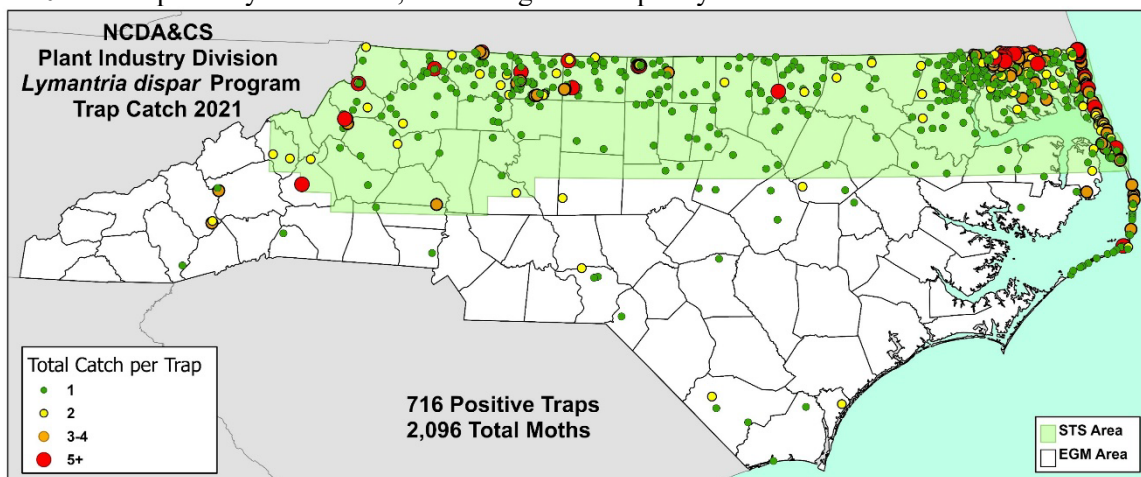 NCDA&CS
Plant Industry Division
Lymantria dispar Program
Trap Catch 2021
Total Catch per Trap
1
2
3-4
5+
716 Positive Traps
2,096 Total Moths
STS Area
EGM Area